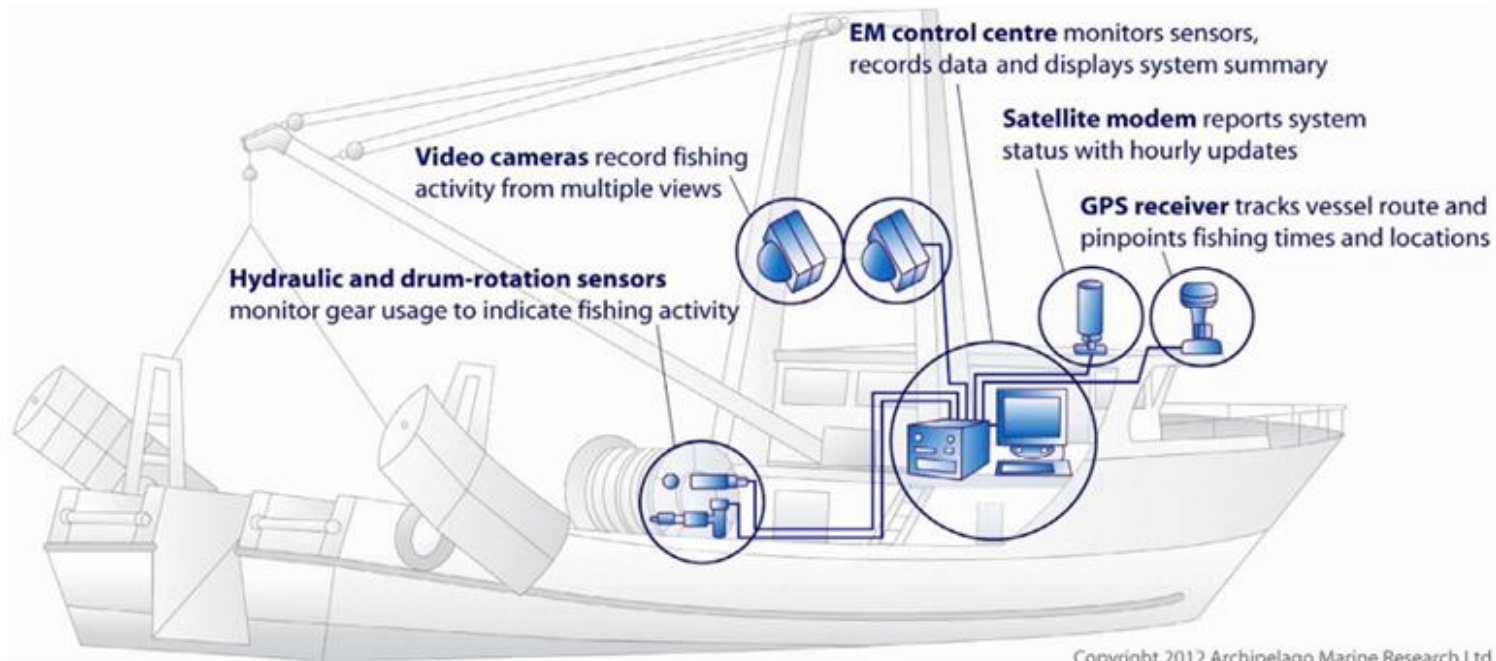 EM control centre monitors sensors,
records data and displays system summary
Satellite modem reports system
status with hourly updates
Video cameras record fishing
activity from multiple views
GPS receiver tracks vessel route and
pinpoints fishing times and locations
Hydraulic and drum-rotation sensors
monitor gear usage to indicate fishing activity
Copyright 2012 Archipelago Marine Research Ltd